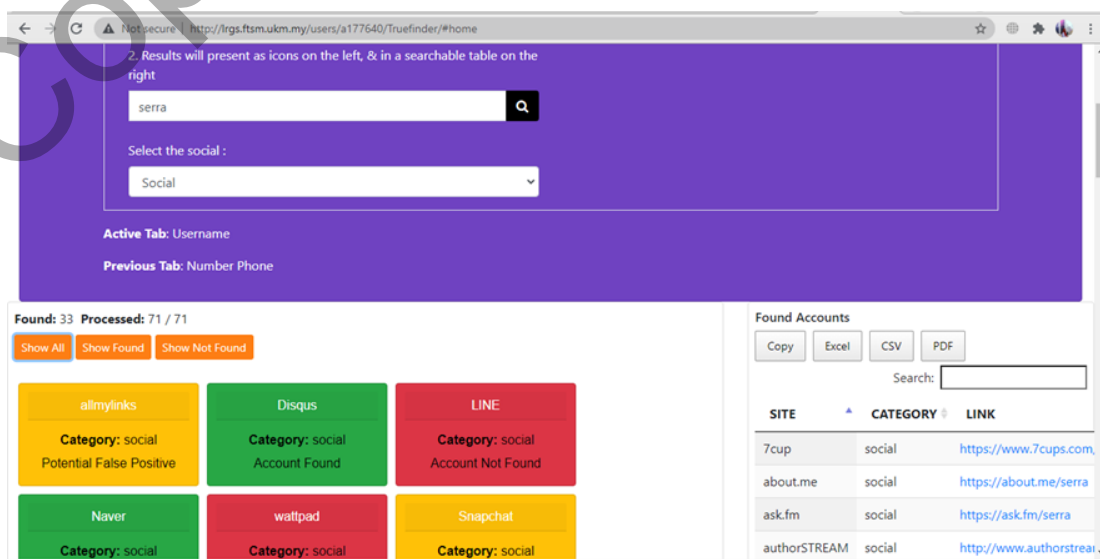 Not secure | http://lrgs.ftsm.ukm.my/users/a177640/Truefinder/#home
2. Results will present as icons on the left, & in a searchable table on the
right
serra
Select the social :
Social
Active Tab: Username
Previous Tab: Number Phone
Found: 33 Processed: 71 / 71
Show All Show Found Show Not Found
allmylinks
Category: social
Potential False Positive
Disqus
Category: social
Account Found
LINE
Category: social
Account Not Found
Naver
Category: social
wattpad
Category: social
Snapchat
Category: social
Found Accounts
Copy Excel CSV PDF
Search:
SITE CATEGORY LINK
7cup social https://www.7cups.com/
about.me social https://about.me/serra
ask.fm social https://ask.fm/serra
authorSTREAM social http://www.authorstrea